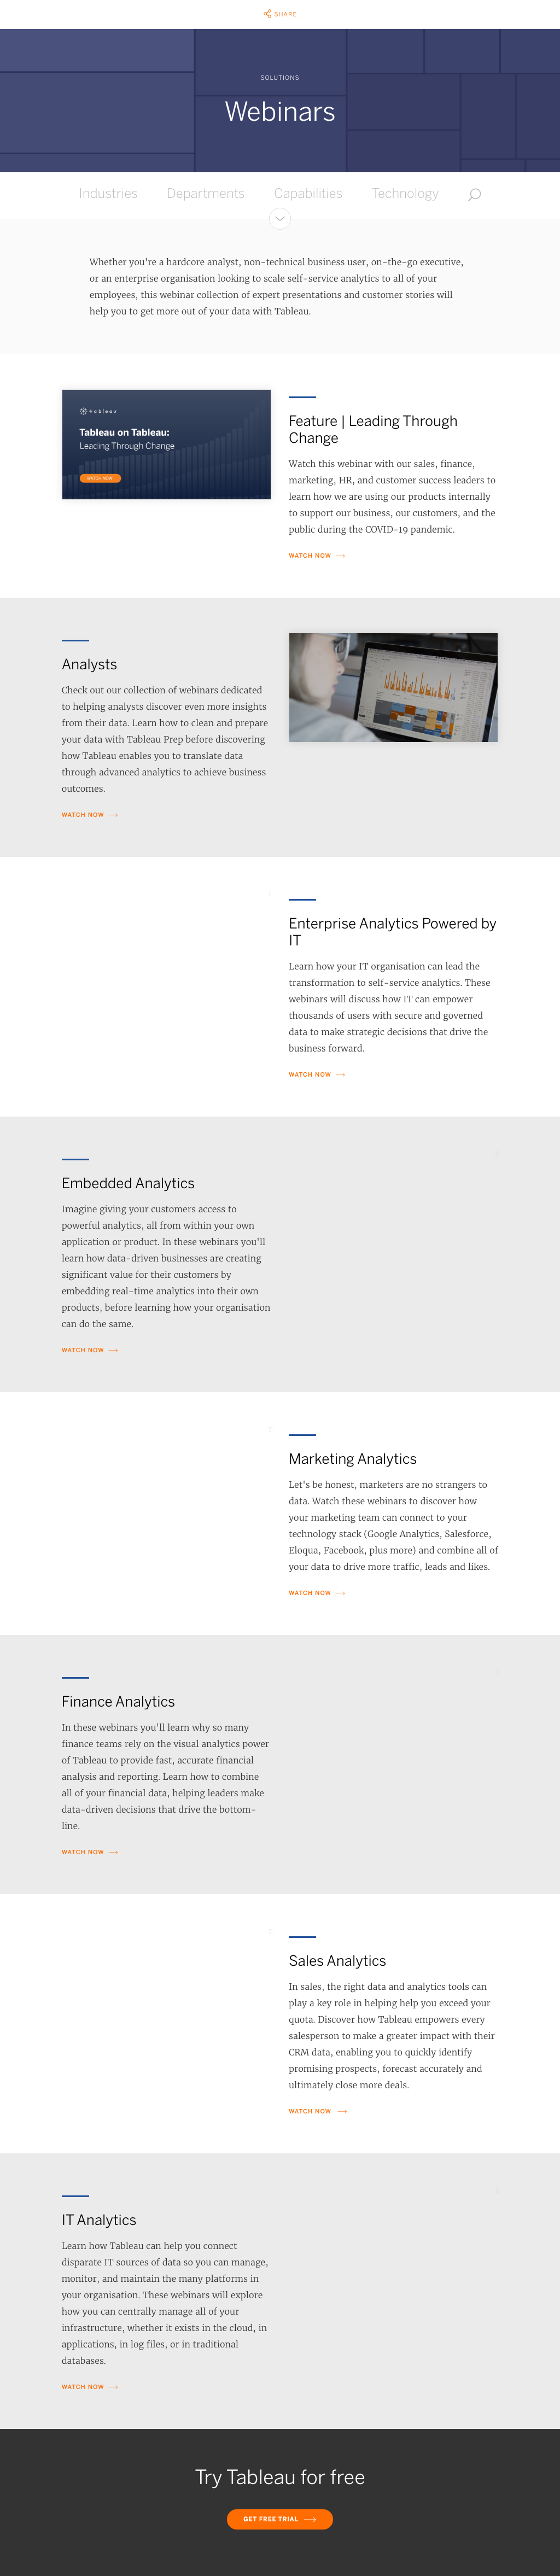 SHARE
SOLUTIONS
Webinars
Industries
Departments
Capabilities
Technology
Whether you're a hardcore analyst, non-technical business user, on-the-go executive,
or an enterprise organisation looking to scale self-service analytics to all of your
employees, this webinar collection of expert presentations and customer stories will
help you to get more out of your data with Tableau.
+ableau
Tableau on Tableau:
Leading Through Change
WATCH NOW
Feature | Leading Through
Change
Watch this webinar with our sales, finance,
marketing, HR, and customer success leaders to
learn how we are using our products internally
to support our business, our customers, and the
public during the COVID-19 pandemic.
WATCH NOW
Analysts
Check out our collection of webinars dedicated
to helping analysts discover even more insights
from their data. Learn how to clean and prepare
your data with Tableau Prep before discovering
how Tableau enables you to translate data
through advanced analytics to achieve business
outcomes.
WATCH NOW
Enterprise Analytics Powered by
IT
Learn how your IT organisation can lead the
transformation to self-service analytics. These
webinars will discuss how IT can empower
thousands of users with secure and governed
data to make strategic decisions that drive the
business forward.
WATCH NOW
Embedded Analytics
Imagine giving your customers access to
powerful analytics, all from within your own
application or product. In these webinars you'll
learn how data-driven businesses are creating
significant value for their customers by
embedding real-time analytics into their own
products, before learning how your organisation
can do the same.
WATCH NOW
Marketing Analytics
Let's be honest, marketers are no strangers to
data. Watch these webinars to discover how
your marketing team can connect to your
technology stack (Google Analytics, Salesforce,
Eloqua, Facebook, plus more) and combine all of
your data to drive more traffic, leads and likes.
WATCH NOW
Finance Analytics
In these webinars you'll learn why so many
finance teams rely on the visual analytics power
of Tableau to provide fast, accurate financial
analysis and reporting. Learn how to combine
all of your financial data, helping leaders make
data-driven decisions that drive the bottom-
line.
WATCH NOW
Sales Analytics
In sales, the right data and analytics tools can
play a key role in helping help you exceed your
quota. Discover how Tableau empowers every
salesperson to make a greater impact with their
CRM data, enabling you to quickly identify
promising prospects, forecast accurately and
ultimately close more deals.
WATCH NOW
IT Analytics
Learn how Tableau can help you connect
disparate IT sources of data so you can manage,
monitor, and maintain the many platforms in
your organisation. These webinars will explore
how you can centrally manage all of your
infrastructure, whether it exists in the cloud, in
applications, in log files, or in traditional
databases.
WATCH NOW
Try Tableau for free
GET FREE TRIAL